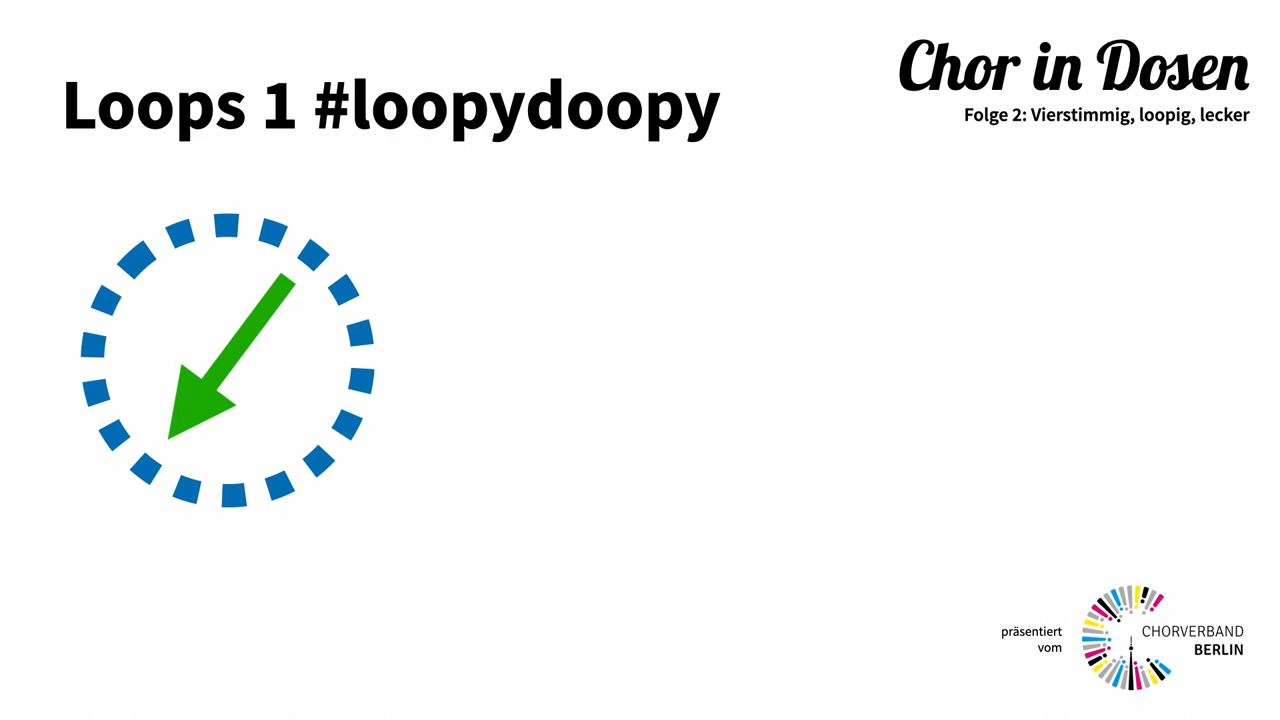 Loops 1 #loopydoopy
Chor in Dosen
Folge 2: Vierstimmig, loopig, lecker
präsentiert
vom
CHORVERBAND
BERLIN